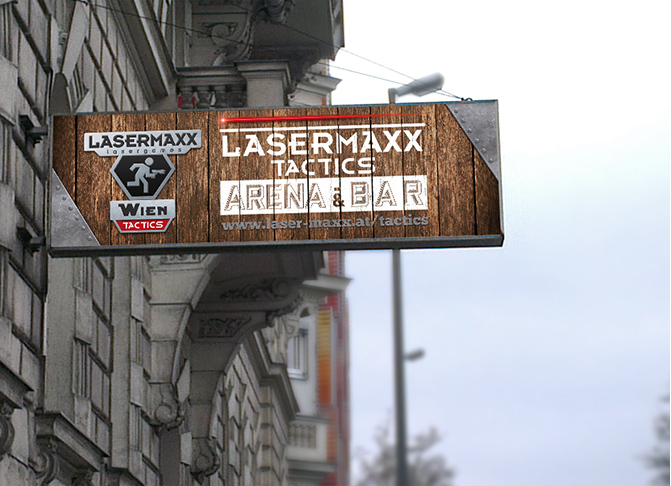 LASERMAXX
lasergames
WIEN
TACTICS
LASERMAXX
TACTICS
ARENA & BAR
www.laser-maxx.at/tactics